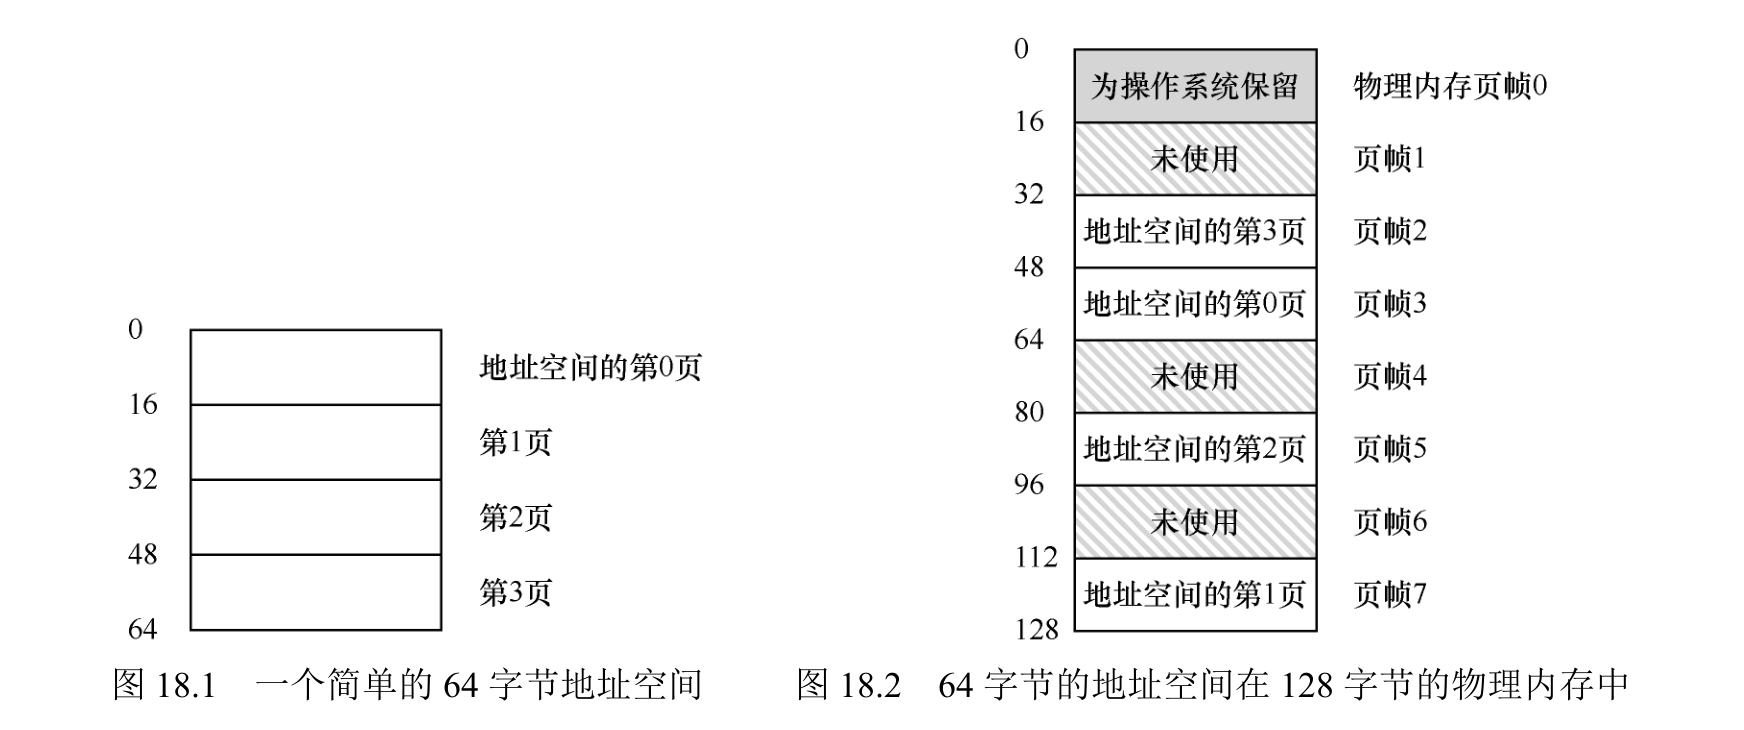 0
地址空间的第0页
16
第1页
32
第2页
48
第3页
64
图 18.1 一个简单的 64 字节地址空间
0
为操作系统保留 物理内存页帧0
16
未使用 页帧1
32
地址空间的第3页 页帧2
48
地址空间的第0页 页帧3
64
未使用 页帧4
80
地址空间的第2页 页帧5
96
未使用 页帧6
112
地址空间的第1页 页帧7
128
图 18.2 64 字节的地址空间在 128 字节的物理内存中